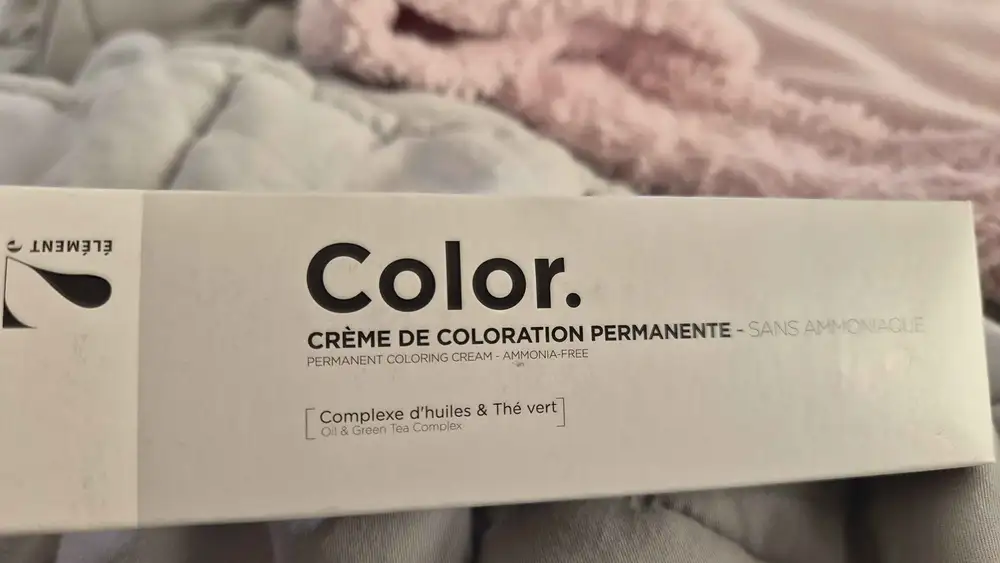 ÉLÉMENT
Color.
CRÈME DE COLORATION PERMANENTE - SANS AMMONIAQUE
PERMANENT COLORING CREAM - AMMONIA-FREE
[Complexe d'huiles & Thé vert]
Oil & Green Tea Complex